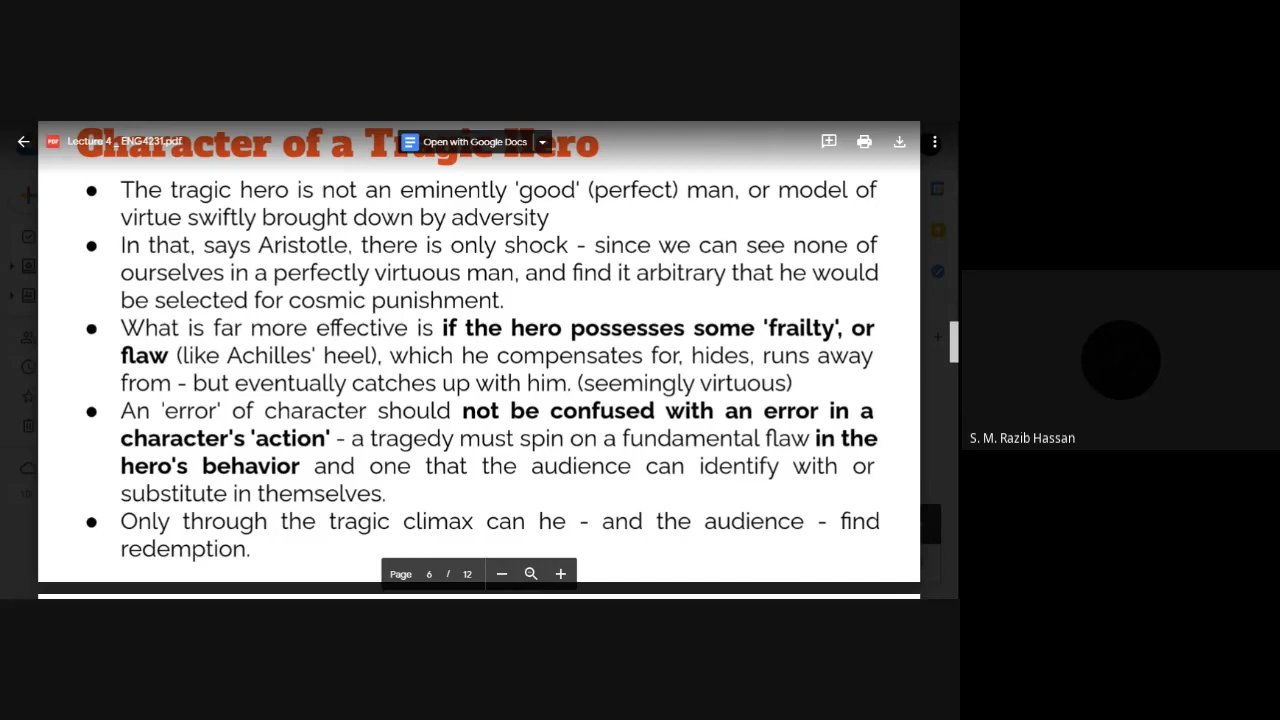 Lecture 4 _ ENG4231.pdf
Open with Google Docs
Character of a Tragic Hero
● The tragic hero is not an eminently 'good' (perfect) man, or model of
virtue swiftly brought down by adversity
● In that, says Aristotle, there is only shock - since we can see none of
ourselves in a perfectly virtuous man, and find it arbitrary that he would
be selected for cosmic punishment.
● What is far more effective is if the hero possesses some 'frailty', or
flaw (like Achilles' heel), which he compensates for, hides, runs away
from - but eventually catches up with him. (seemingly virtuous)
● An 'error' of character should not be confused with an error in a
character's 'action' - a tragedy must spin on a fundamental flaw in the
hero's behavior and one that the audience can identify with or
substitute in themselves.
● Only through the tragic climax can he - and the audience - find
redemption.
Page 6 / 12
S. M. Razib Hassan